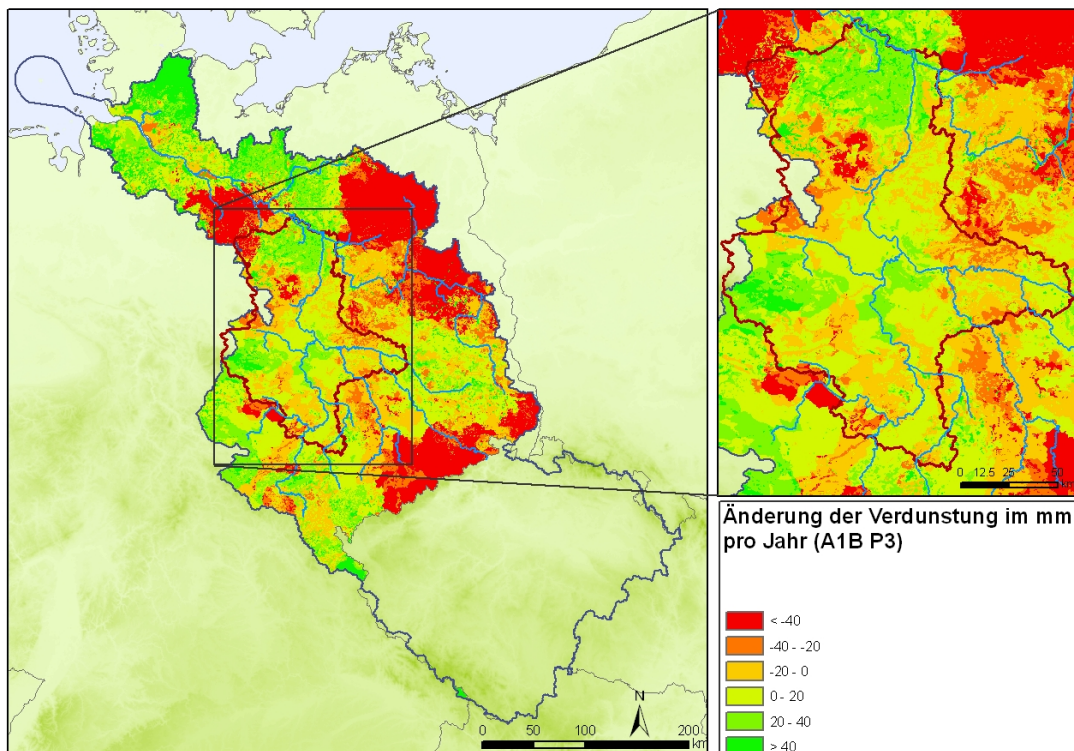 0 12.5 25 50
km
Änderung der Verdunstung im mm
pro Jahr (A1B P3)
< -40
-40 - -20
-20 - 0
0 - 20
20 - 40
> 40
N
0 50 100 200
km